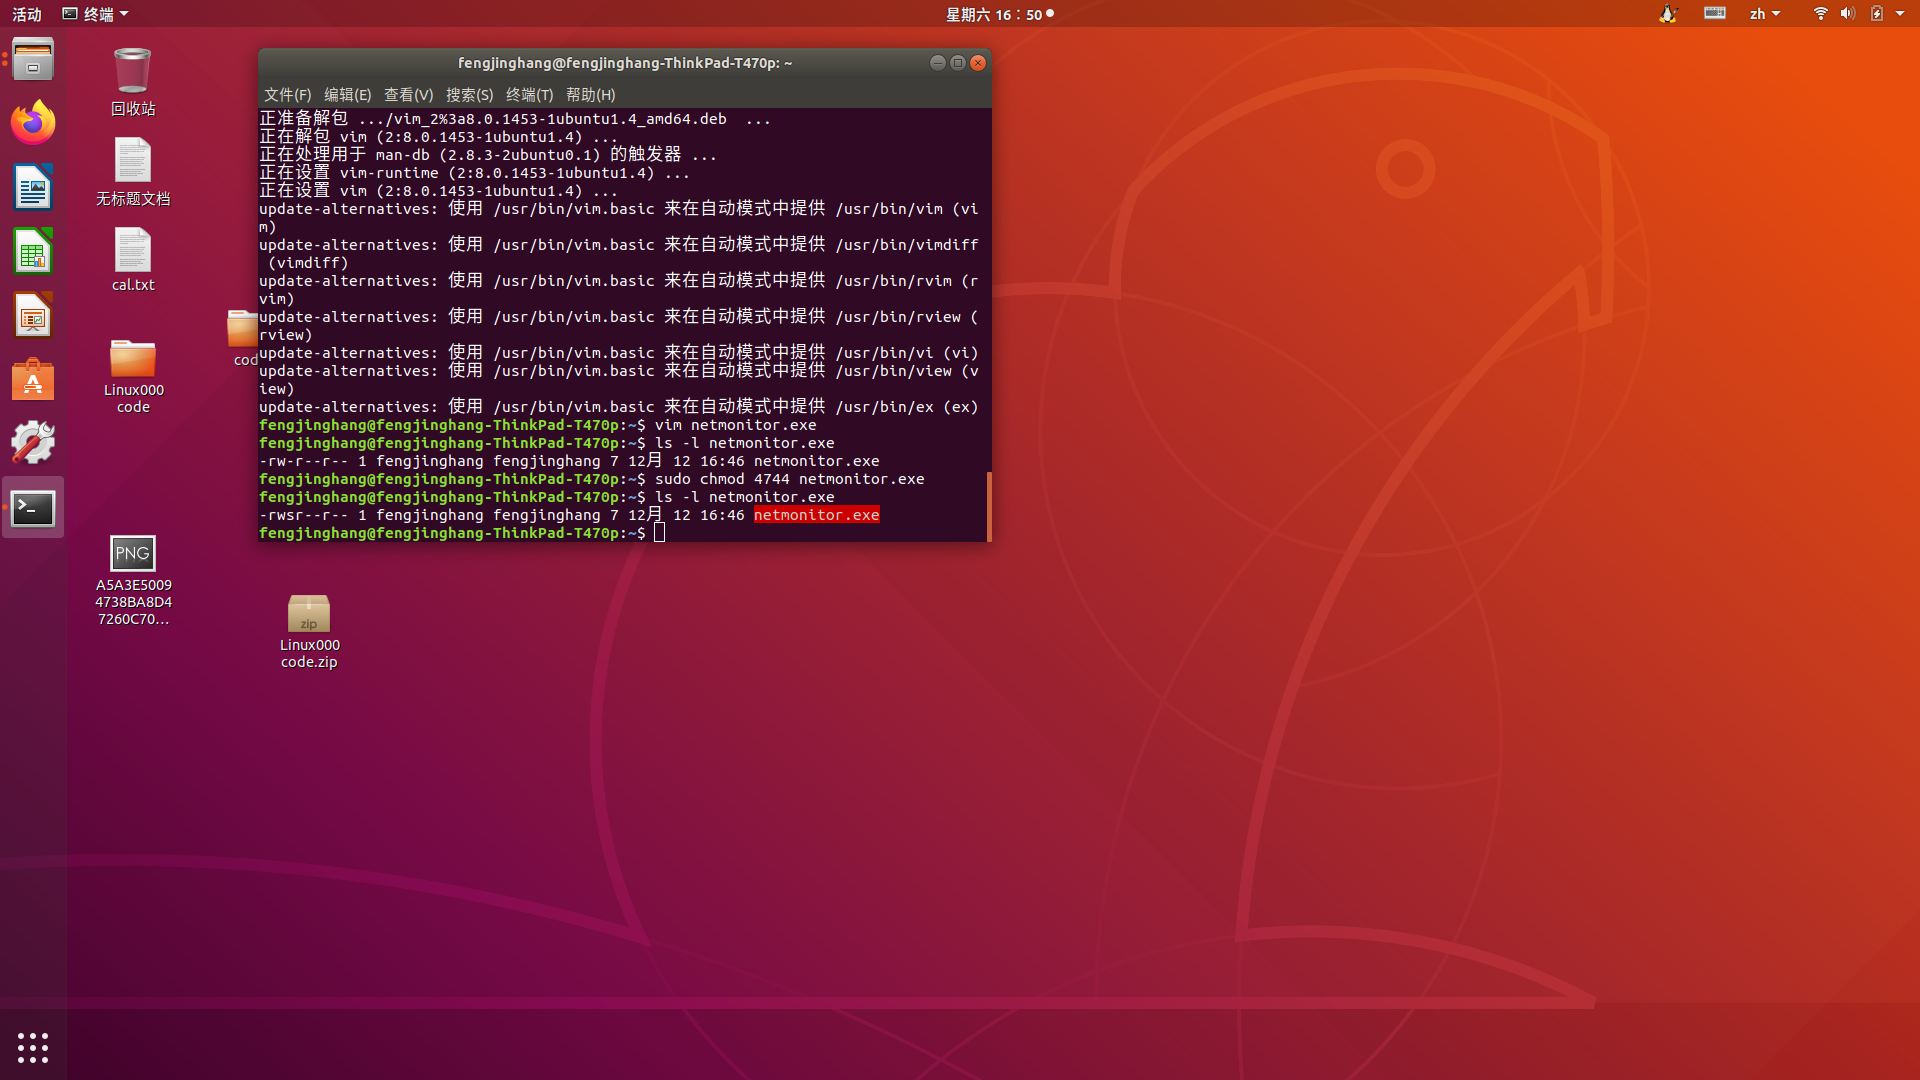 活动
终端
星期六 16：50
zh
fengjinghang@fengjinghang-ThinkPad-T470p: ~
文件(F) 编辑(E) 查看(V) 搜索(S) 终端(T) 帮助(H)
正准备解包 .../vim_2%3a8.0.1453-1ubuntu1.4_amd64.deb  ...
正在解包 vim (2:8.0.1453-1ubuntu1.4) ...
正在处理用于 man-db (2.8.3-2ubuntu0.1) 的触发器 ...
正在设置 vim-runtime (2:8.0.1453-1ubuntu1.4) ...
正在设置 vim (2:8.0.1453-1ubuntu1.4) ...
update-alternatives: 使用 /usr/bin/vim.basic 来在自动模式中提供 /usr/bin/vim (vi
m)
update-alternatives: 使用 /usr/bin/vim.basic 来在自动模式中提供 /usr/bin/vimdiff
 (vimdiff)
update-alternatives: 使用 /usr/bin/vim.basic 来在自动模式中提供 /usr/bin/rvim (r
vim)
update-alternatives: 使用 /usr/bin/vim.basic 来在自动模式中提供 /usr/bin/rview (
rview)
update-alternatives: 使用 /usr/bin/vim.basic 来在自动模式中提供 /usr/bin/vi (vi)
update-alternatives: 使用 /usr/bin/vim.basic 来在自动模式中提供 /usr/bin/view (v
iew)
update-alternatives: 使用 /usr/bin/vim.basic 来在自动模式中提供 /usr/bin/ex (ex)
fengjinghang@fengjinghang-ThinkPad-T470p:~$ vim netmonitor.exe
fengjinghang@fengjinghang-ThinkPad-T470p:~$ ls -l netmonitor.exe
-rw-r--r-- 1 fengjinghang fengjinghang 7 12月 12 16:46 netmonitor.exe
fengjinghang@fengjinghang-ThinkPad-T470p:~$ sudo chmod 4744 netmonitor.exe
fengjinghang@fengjinghang-ThinkPad-T470p:~$ ls -l netmonitor.exe
-rwsr--r-- 1 fengjinghang fengjinghang 7 12月 12 16:46 netmonitor.exe
fengjinghang@fengjinghang-ThinkPad-T470p:~$
回收站
无标题文档
cal.txt
cod
Linux000
code
PNG
A5A3E5009
4738BA8D4
7260C70...
zip
Linux000
code.zip